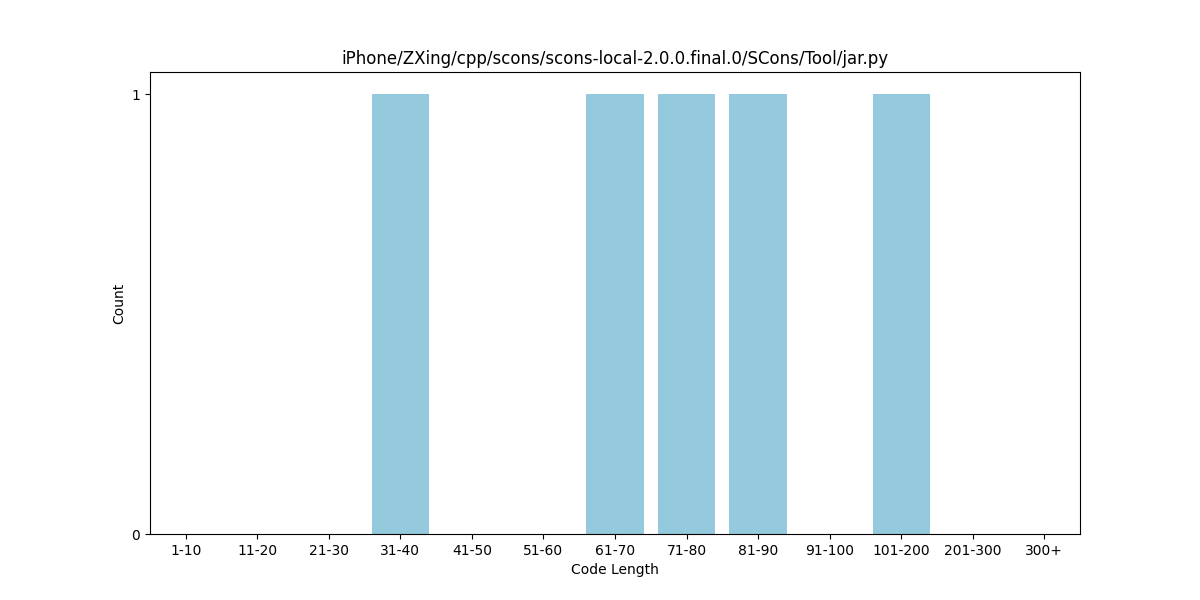 iPhone/ZXing/cpp/scons/scons-local-2.0.0.final.0/SCons/Tool/jar.py
1
Count
0
1-10 11-20 21-30 31-40 41-50 51-60 61-70 71-80 81-90 91-100 101-200 201-300 300+
Code Length